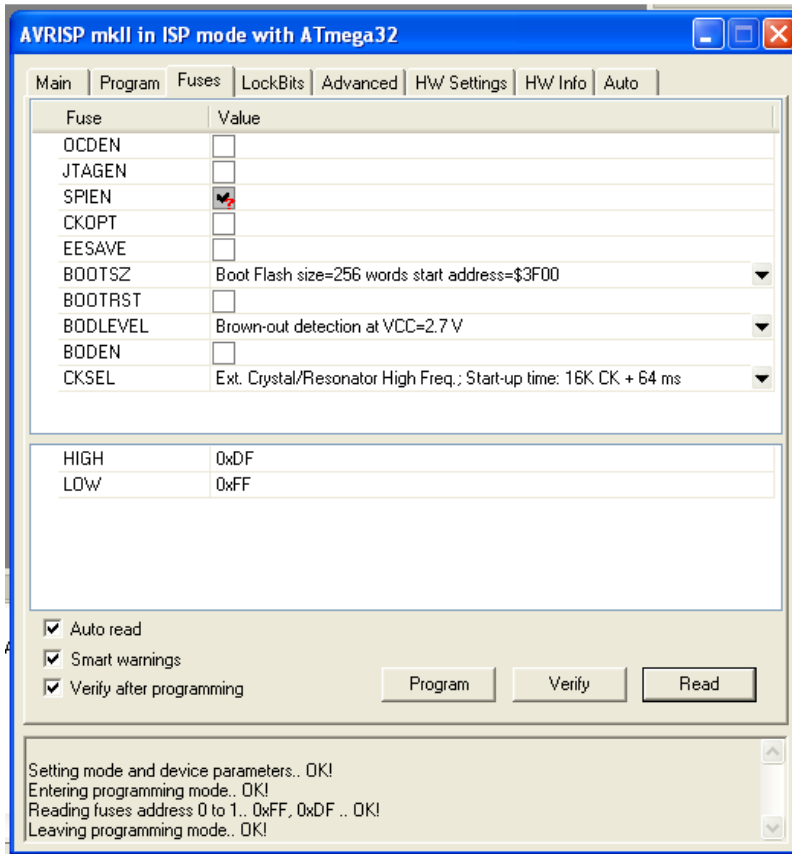 AVRISP mkII in ISP mode with ATmega32
Main Program Fuses LockBits Advanced HW Settings HW Info Auto
Fuse Value
OCDEN
JTAGEN
SPIEN
CKOPT
EESAVE
BOOTSZ Boot Flash size=256 words start address=$3F00
BOOTRST
BODLEVEL Brown-out detection at VCC=2.7 V
BODEN
CKSEL Ext. Crystal/Resonator High Freq.; Start-up time: 16K CK + 64 ms
HIGH 0xDF
LOW 0xFF
Auto read
Smart warnings
Verify after programming
Program Verify Read
Setting mode and device parameters.. OK!
Entering programming mode.. OK!
Reading fuses address 0 to 1.. 0xFF, 0xDF .. OK!
Leaving programming mode.. OK!